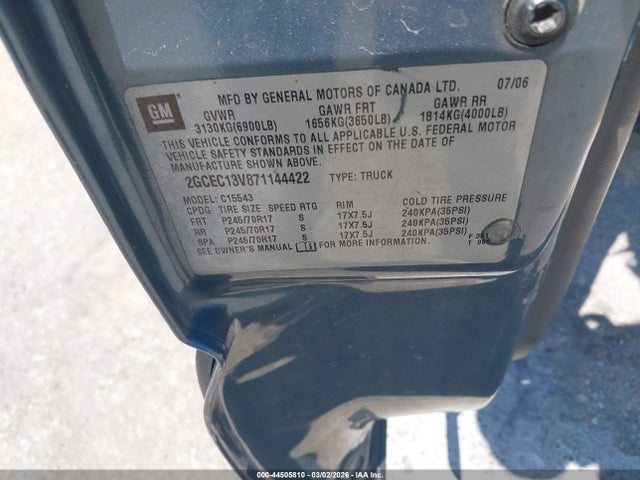 GM
MFD BY GENERAL MOTORS OF CANADA LTD. 07/06
GVWR GAWR FRT GAWR RR
3130KG(6900LB) 1656KG(3650LB) 1814KG(4000LB)
THIS VEHICLE CONFORMS TO ALL APPLICABLE U.S. FEDERAL MOTOR
VEHICLE SAFETY STANDARDS IN EFFECT ON THE DATE OF
MANUFACTURE SHOWN ABOVE.
2GCEC13V871144422 TYPE: TRUCK
MODEL: C15543
CPDG TIRE SIZE SPEED RTG RIM COLD TIRE PRESSURE
FRT P245/70R17 S 17X7.5J 240KPA(35PSI)
RR P245/70R17 S 17X7.5J 240KPA(35PSI)
SPA P245/70R17 S 17X7.5J 240KPA(35PSI)
SEE OWNER'S MANUAL FOR MORE INFORMATION.
000-44505810 | 03/02/2026 | IAA Inc.